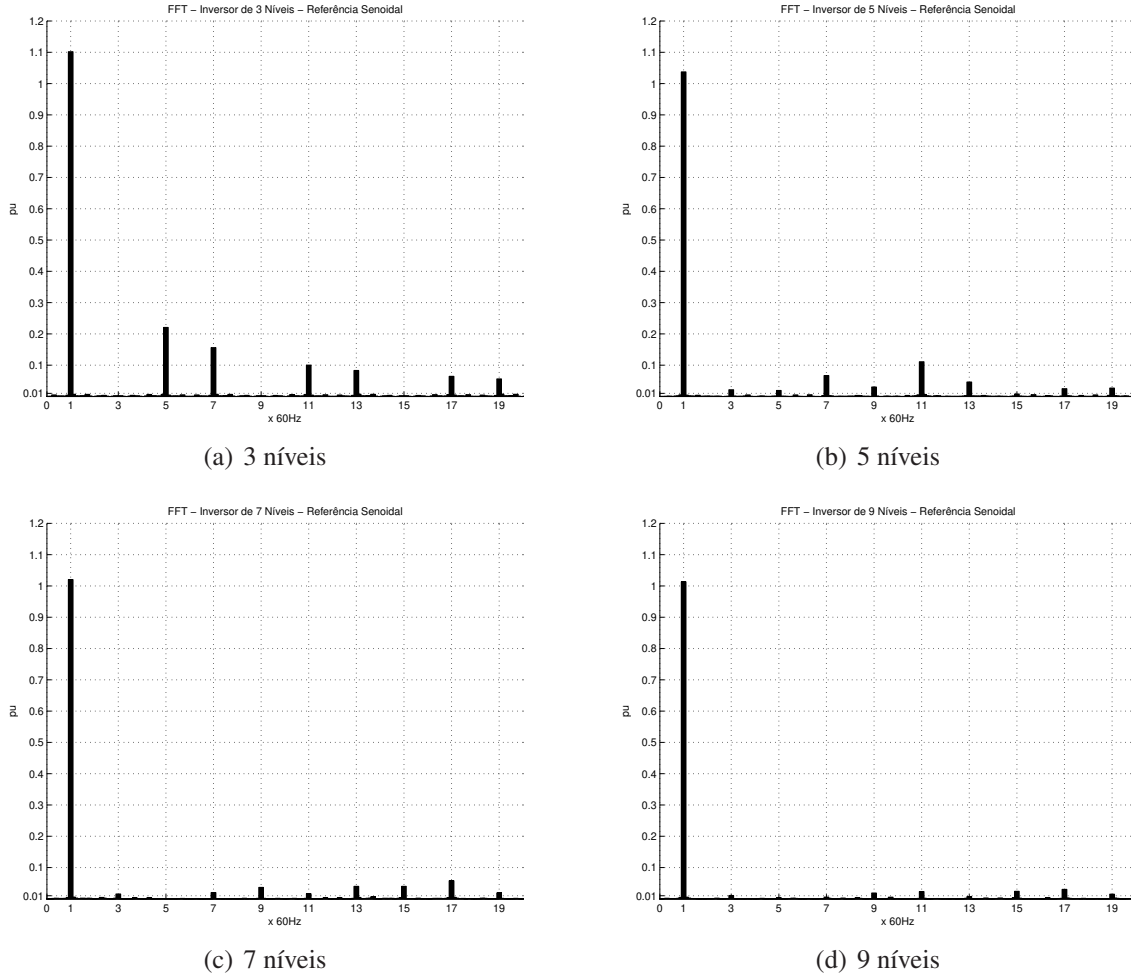 FFT − Inversor de 3 Níveis − Referência Senoidal
1.2
1.1
1
0.9
0.8
0.7
0.6
0.5
0.4
0.3
0.2
0.1
0.01
pu
0 1 3 5 7 9 11 13 15 17 19
x 60Hz
(a) 3 níveis
FFT − Inversor de 5 Níveis − Referência Senoidal
1.2
1.1
1
0.9
0.8
0.7
0.6
0.5
0.4
0.3
0.2
0.1
0.01
pu
0 1 3 5 7 9 11 13 15 17 19
x 60Hz
(b) 5 níveis
FFT − Inversor de 7 Níveis − Referência Senoidal
1.2
1.1
1
0.9
0.8
0.7
0.6
0.5
0.4
0.3
0.2
0.1
0.01
pu
0 1 3 5 7 9 11 13 15 17 19
x 60Hz
(c) 7 níveis
FFT − Inversor de 9 Níveis − Referência Senoidal
1.2
1.1
1
0.9
0.8
0.7
0.6
0.5
0.4
0.3
0.2
0.1
0.01
pu
0 1 3 5 7 9 11 13 15 17 19
x 60Hz
(d) 9 níveis